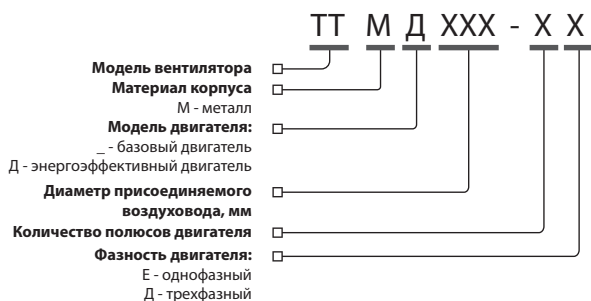 ТТ М Д XXX - X X
Модель вентилятора
Материал корпуса
М - металл
Модель двигателя:
_ - базовый двигатель
Д - энергоэффективный двигатель
Диаметр присоединяемого
воздуховода, мм
Количество полюсов двигателя
Фазность двигателя:
Е - однофазный
Д - трехфазный